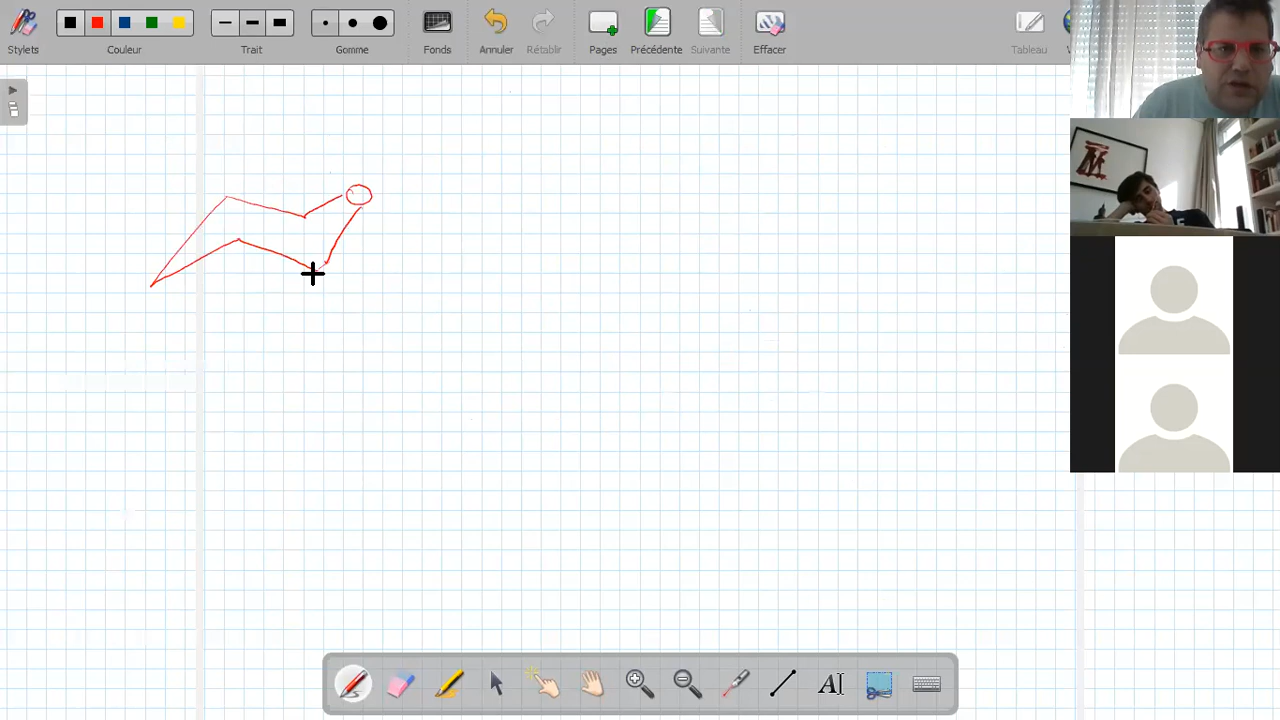 Stylets
Couleur
Trait
Gomme
Fonds
Annuler
Rétablir
Pages
Précédente
Suivante
Effacer
Tableau